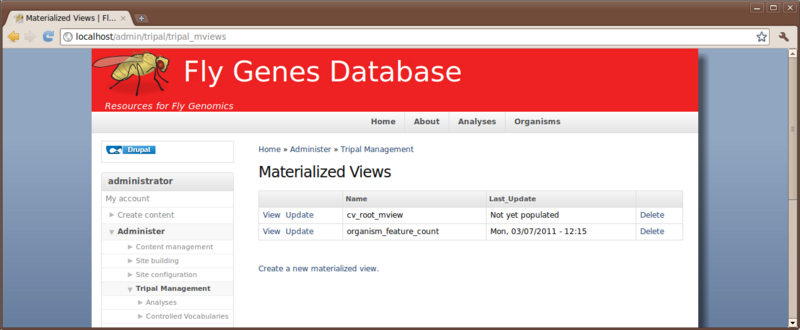 Materialized Views | Fl...
localhost/admin/tripal/tripal_mviews
Fly Genes Database
Resources for Fly Genomics
Home About Analyses Organisms
Drupal
Home » Administer » Tripal Management
Materialized Views
administrator
My account
Create content
Administer
Content management
Site building
Site configuration
Tripal Management
Analyses
Controlled Vocabularies
Name Last_Update
View Update cv_root_mview Not yet populated Delete
View Update organism_feature_count Mon, 03/07/2011 - 12:15 Delete
Create a new materialized view.